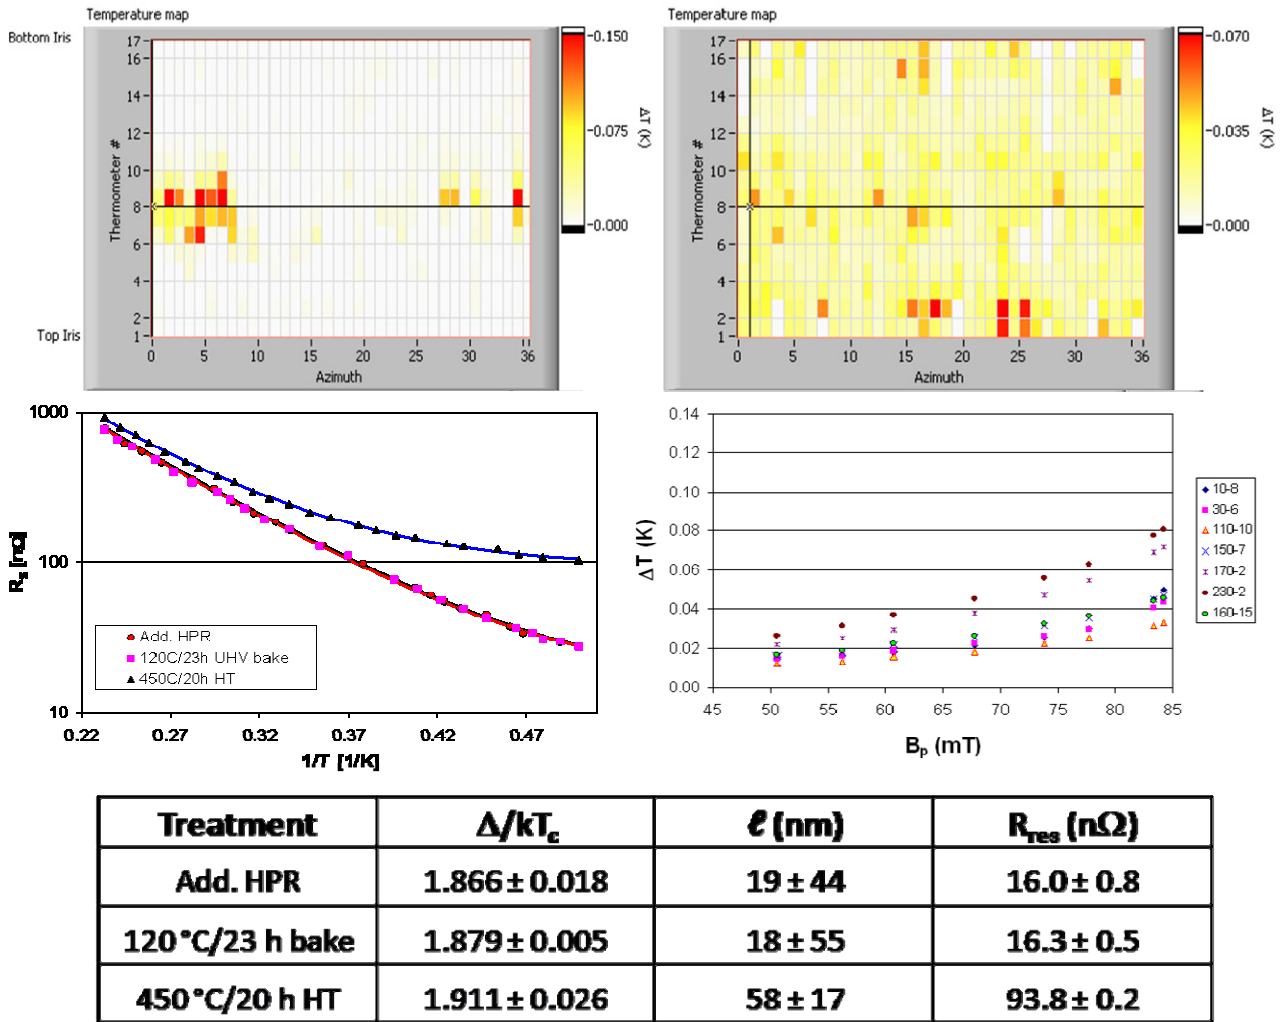 Temperature map
Bottom Iris
Top Iris
Thermometer #
17
16
14
12
10
8
6
4
2
1
0 5 10 15 20 25 30 36
Azimuth
0.150
0.075
0.000
ΔT (K)
Temperature map
Thermometer #
17
16
14
12
10
8
6
4
2
1
0 5 10 15 20 25 30 36
Azimuth
0.070
0.035
0.000
ΔT (K)
1000
100
10
Rs [nΩ]
Add. HPR
120C/23h UHV bake
450C/20h HT
0.22 0.27 0.32 0.37 0.42 0.47
1/T [1/K]
0.14
0.12
0.10
0.08
0.06
0.04
0.02
0.00
ΔT (K)
45 50 55 60 65 70 75 80 85
BP (mT)
10-8
30-6
110-10
150-7
170-2
230-2
160-15
Treatment Δ/kTc ℓ (nm) Rres (nΩ)
Add. HPR 1.866 ± 0.018 19 ± 44 16.0 ± 0.8
120 °C/23 h bake 1.879 ± 0.005 18 ± 55 16.3 ± 0.5
450 °C/20 h HT 1.911 ± 0.026 58 ± 17 93.8 ± 0.2